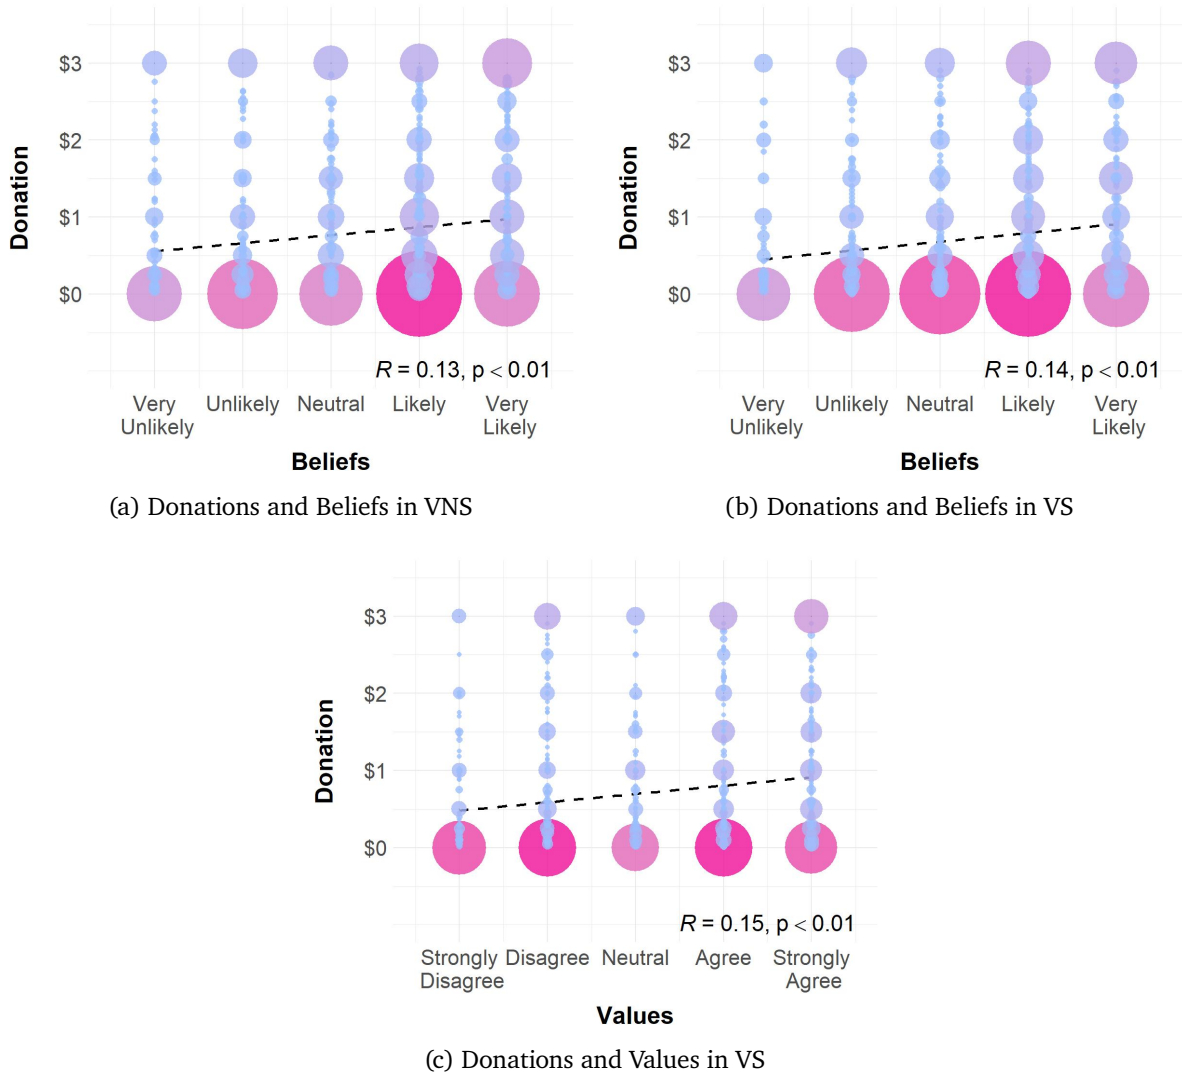 $3
$2
$1
$0
Donation
R = 0.13, p < 0.01
Very Unlikely
Unlikely
Neutral
Likely
Very Likely
Beliefs
(a) Donations and Beliefs in VNS
$3
$2
$1
$0
Donation
R = 0.14, p < 0.01
Very Unlikely
Unlikely
Neutral
Likely
Very Likely
Beliefs
(b) Donations and Beliefs in VS
$3
$2
$1
$0
Donation
R = 0.15, p < 0.01
Strongly Disagree
Disagree
Neutral
Agree
Strongly Agree
Values
(c) Donations and Values in VS